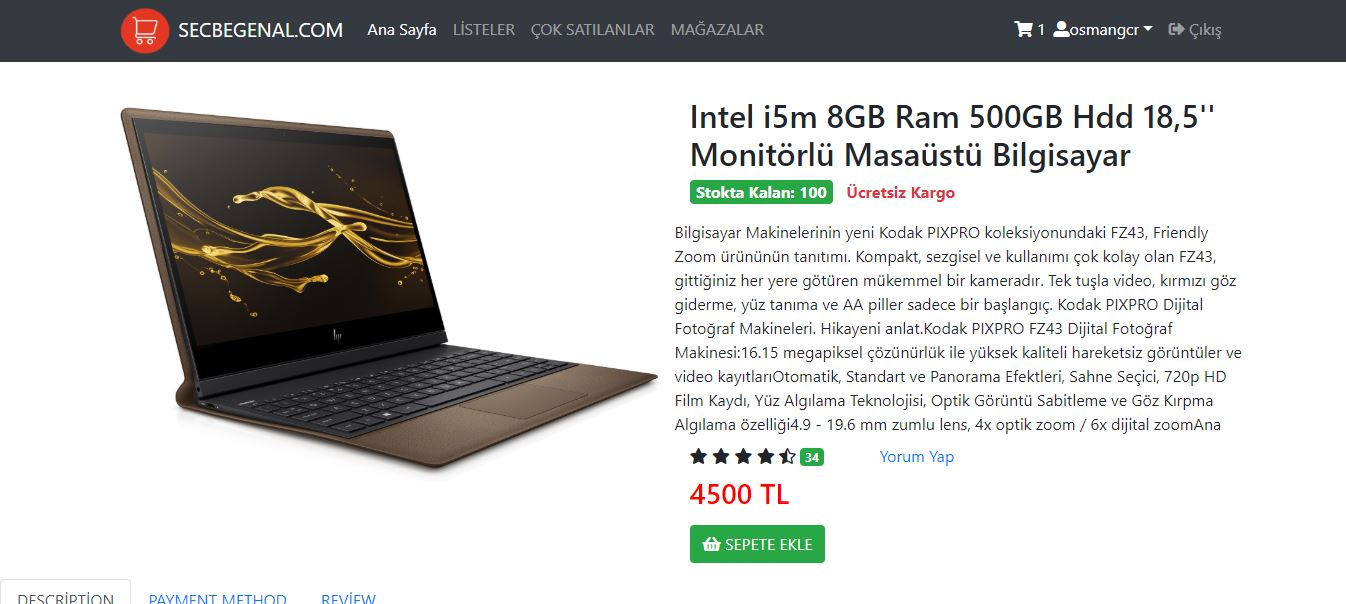 SECBEGENAL.COM Ana Sayfa LİSTELER ÇOK SATILANLAR MAĞAZALAR 1 osmangcr Çıkış
Intel i5m 8GB Ram 500GB Hdd 18,5''
Monitörlü Masaüstü Bilgisayar
Stokta Kalan: 100 Ücretsiz Kargo
Bilgisayar Makinelerinin yeni Kodak PIXPRO koleksiyonundaki FZ43, Friendly
Zoom ürününün tanıtımı. Kompakt, sezgisel ve kullanımı çok kolay olan FZ43,
gittiğiniz her yere götüren mükemmel bir kameradır. Tek tuşla video, kırmızı göz
giderme, yüz tanıma ve AA piller sadece bir başlangıç. Kodak PIXPRO Dijital
Fotoğraf Makineleri. Hikayeni anlat.Kodak PIXPRO FZ43 Dijital Fotoğraf
Makinesi:16.15 megapiksel çözünürlük ile yüksek kaliteli hareketsiz görüntüler ve
video kayıtlarıOtomatik, Standart ve Panorama Efektleri, Sahne Seçici, 720p HD
Film Kaydı, Yüz Algılama Teknolojisi, Optik Görüntü Sabitleme ve Göz Kırpma
Algılama özelliği4.9 - 19.6 mm zumlu lens, 4x optik zoom / 6x dijital zoomAna
34 Yorum Yap
4500 TL
SEPETE EKLE
hp
DESCRİPTİON PAYMENT METHOD REVİEW